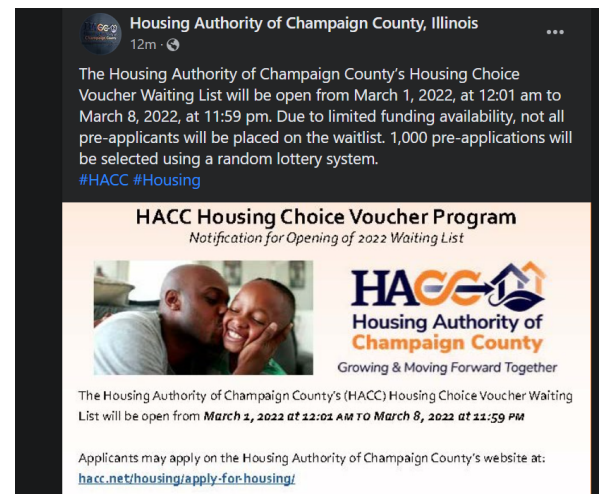 Housing Authority of Champaign County, Illinois
12m ·
The Housing Authority of Champaign County's Housing Choice
Voucher Waiting List will be open from March 1, 2022, at 12:01 am to
March 8, 2022, at 11:59 pm. Due to limited funding availability, not all
pre-applicants will be placed on the waitlist. 1,000 pre-applications will
be selected using a random lottery system.
#HACC #Housing
HACC Housing Choice Voucher Program
Notification for Opening of 2022 Waiting List
HACC
Housing Authority of
Champaign County
Growing & Moving Forward Together
The Housing Authority of Champaign County's (HACC) Housing Choice Voucher Waiting
List will be open from March 1, 2022 at 12:01 AM TO March 8, 2022 at 11:59 PM
Applicants may apply on the Housing Authority of Champaign County's website at:
hacc.net/housing/apply-for-housing/